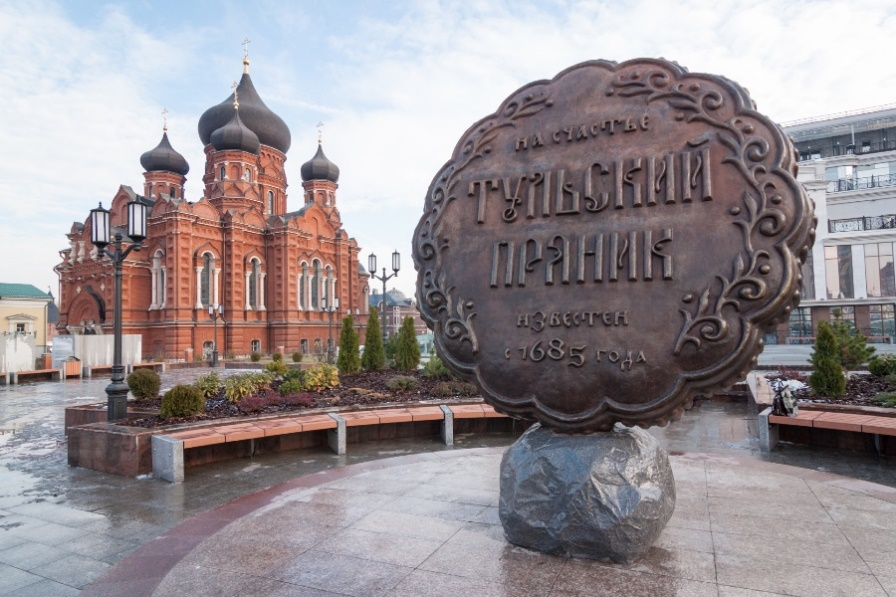 НА СЧАСТЬЕ
ТУЛЬСКИЙ
ПРЯНИК
ИЗВЕСТЕН
С 1685 ГОДА